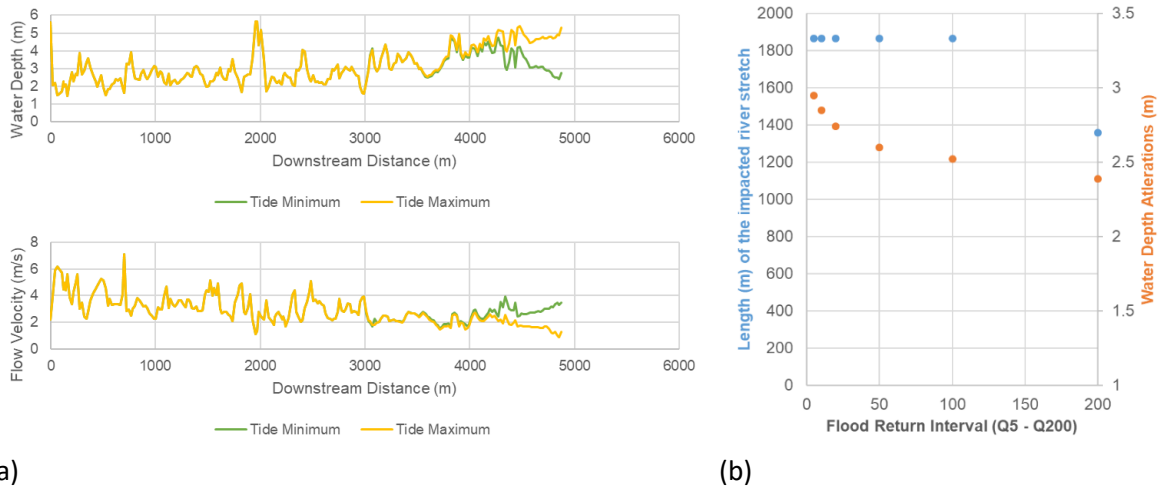 Water Depth (m)
6
5
4
3
2
1
0
0 1000 2000 3000 4000 5000 6000
Downstream Distance (m)
Tide Minimum Tide Maximum
Flow Velocity (m/s)
8
6
4
2
0
0 1000 2000 3000 4000 5000 6000
Downstream Distance (m)
Tide Minimum Tide Maximum
a)
Length (m) of the impacted river stretch
2000
1800
1600
1400
1200
1000
800
600
400
200
0
0 50 100 150 200
Flood Return Interval (Q5 - Q200)
3.5
3
2.5
2
1.5
1
Water Depth Atlerations (m)
(b)